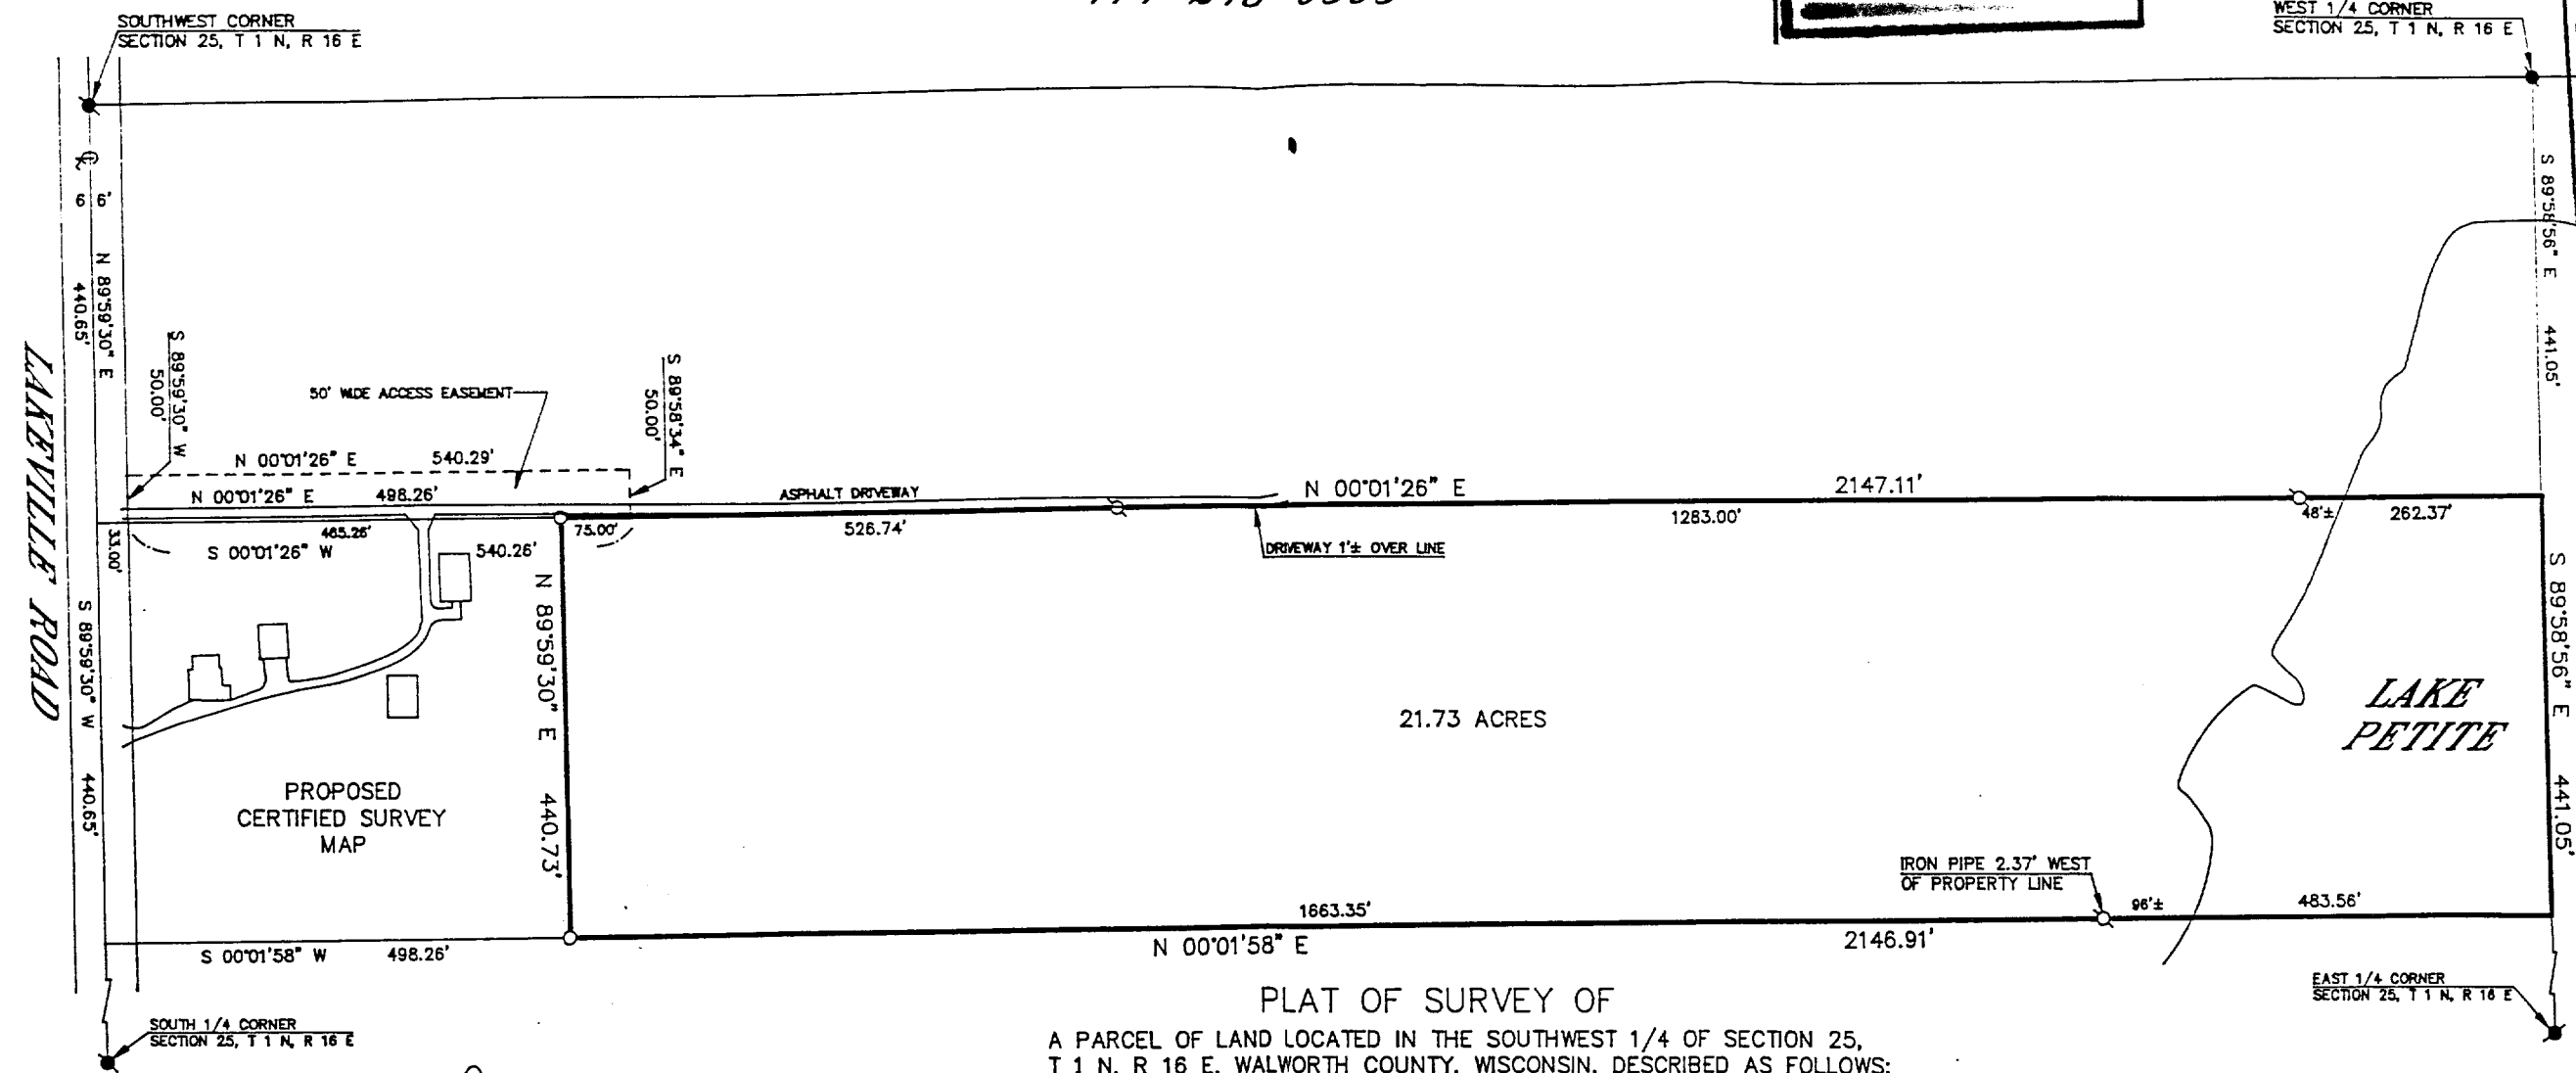 SOUTHWEST CORNER
SECTION 25, T 1 N, R 16 E
WEST 1/4 CORNER
SECTION 25, T 1 N, R 16 E
6 6'
N 89°59'30" E
440.65'
S 89°58'56" E 441.05'
LAKEVILLE ROAD
S 89°59'30" W
50.00'
50' WIDE ACCESS EASEMENT
S 89°58'34" E
50.00'
N 00°01'26" E 540.29'
N 00°01'26" E 498.26'
ASPHALT DRIVEWAY
N 00°01'26" E
2147.11'
33.00'
465.26'
S 00°01'26" W
540.26'
75.00'
526.74'
1283.00'
48'±
262.37'
DRIVEWAY 1'± OVER LINE
N 89°59'30" E 440.73'
S 89°59'30" W 440.65'
S 89°58'56" E 441.05'
21.73 ACRES
LAKE
PETITE
PROPOSED
CERTIFIED SURVEY
MAP
IRON PIPE 2.37' WEST
OF PROPERTY LINE
1663.35'
96'±
483.56'
S 00°01'58" W 498.26'
N 00°01'58" E
2146.91'
EAST 1/4 CORNER
SECTION 25, T 1 N, R 16 E
SOUTH 1/4 CORNER
SECTION 25, T 1 N, R 16 E
PLAT OF SURVEY OF
A PARCEL OF LAND LOCATED IN THE SOUTHWEST 1/4 OF SECTION 25,
T 1 N, R 16 E, WALWORTH COUNTY, WISCONSIN, DESCRIBED AS FOLLOWS: